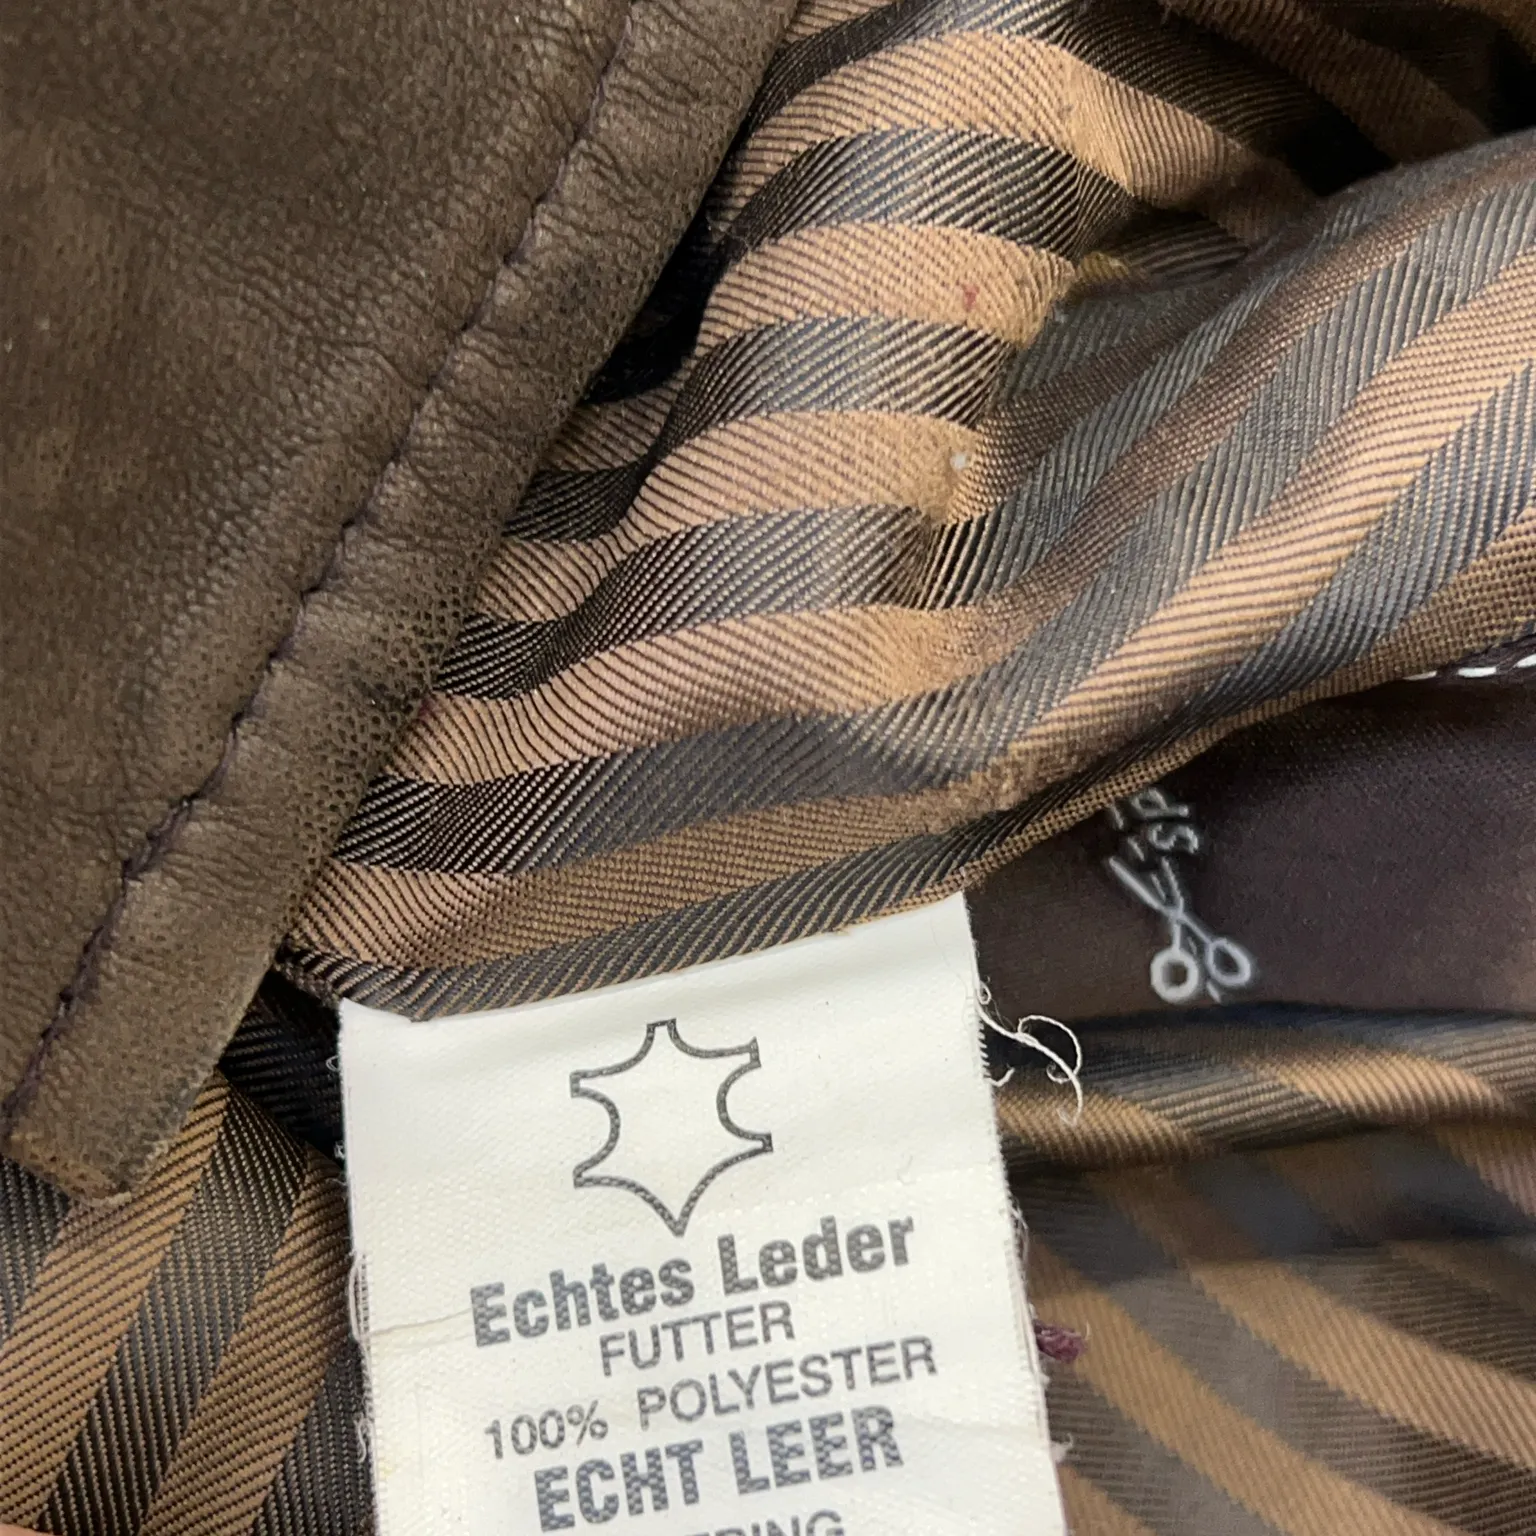 Echtes Leder
FUTTER
100% POLYESTER
ECHT LEER